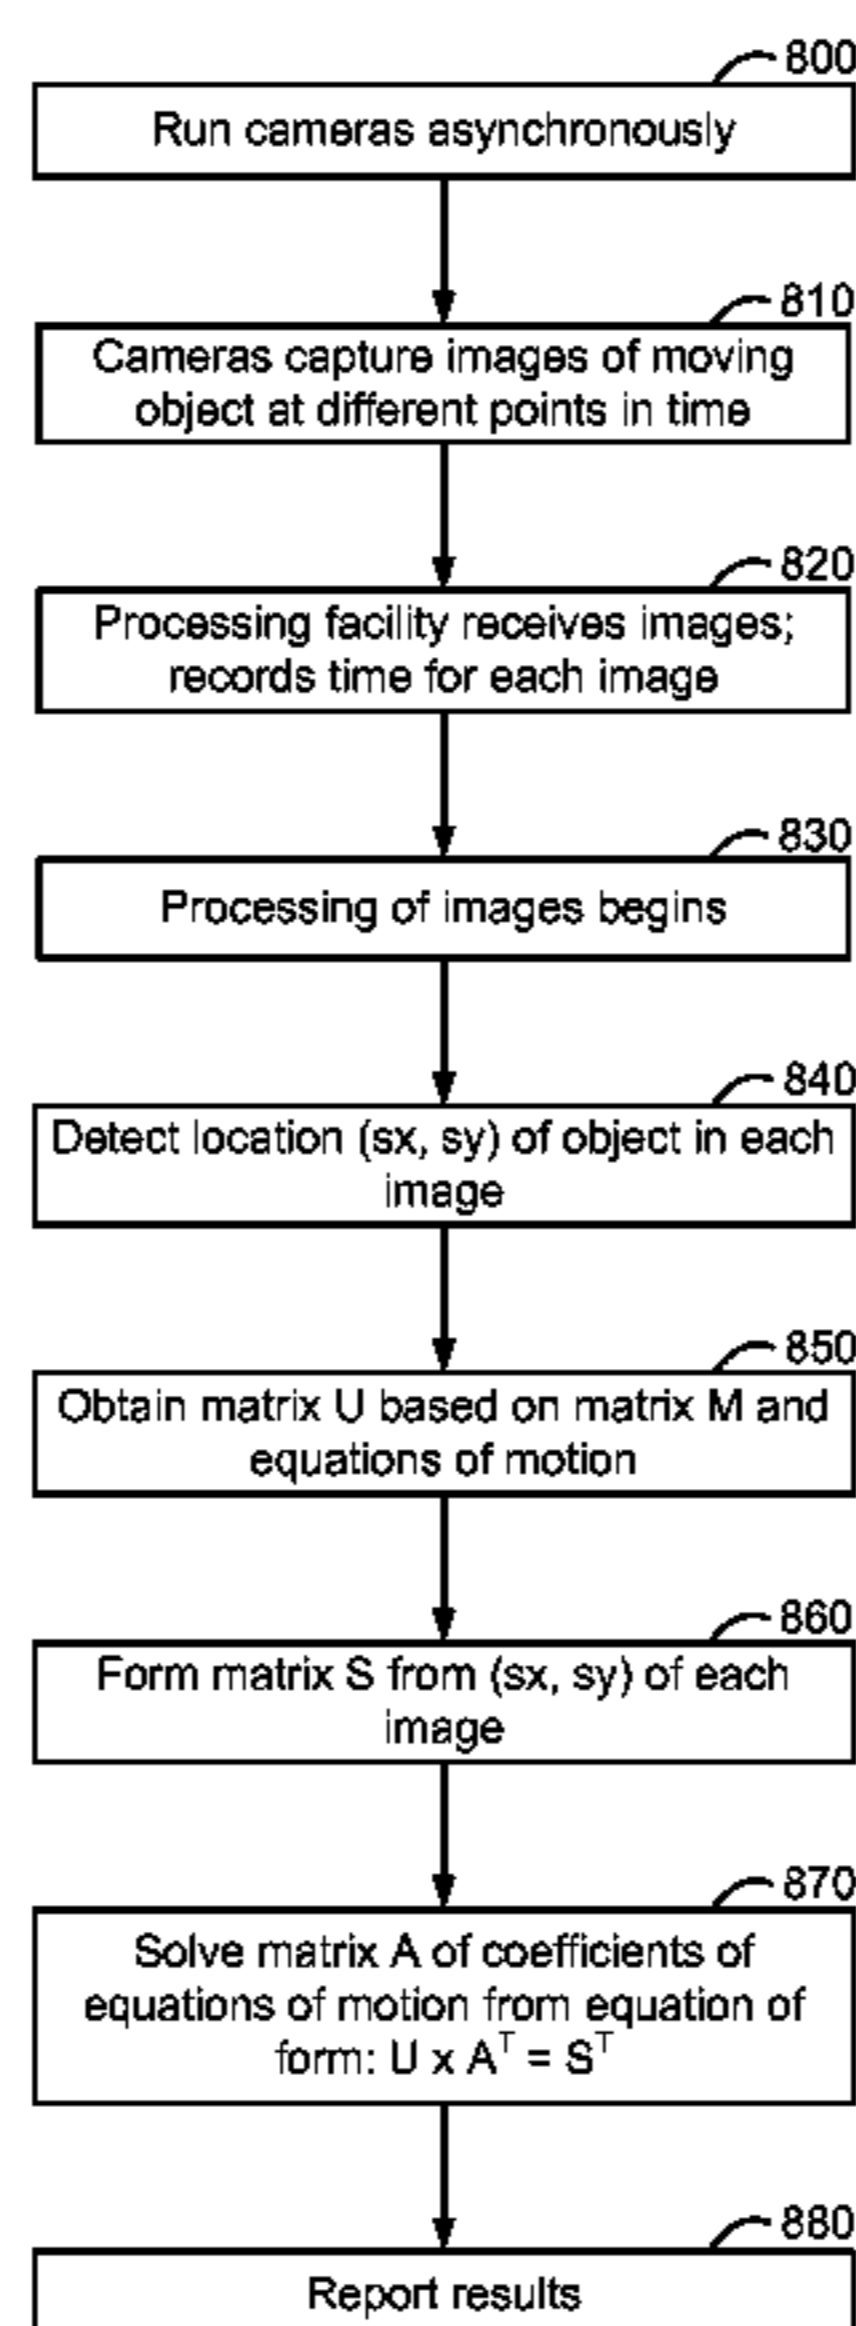 800
Run cameras asynchronously
810
Cameras capture images of moving
object at different points in time
820
Processing facility receives images;
records time for each image
830
Processing of images begins
840
Detect location (sx, sy) of object in each
image
850
Obtain matrix U based on matrix M and
equations of motion
860
Form matrix S from (sx, sy) of each
image
870
Solve matrix A of coefficients of
equations of motion from equation of
form: U x Aᵀ = Sᵀ
880
Report results